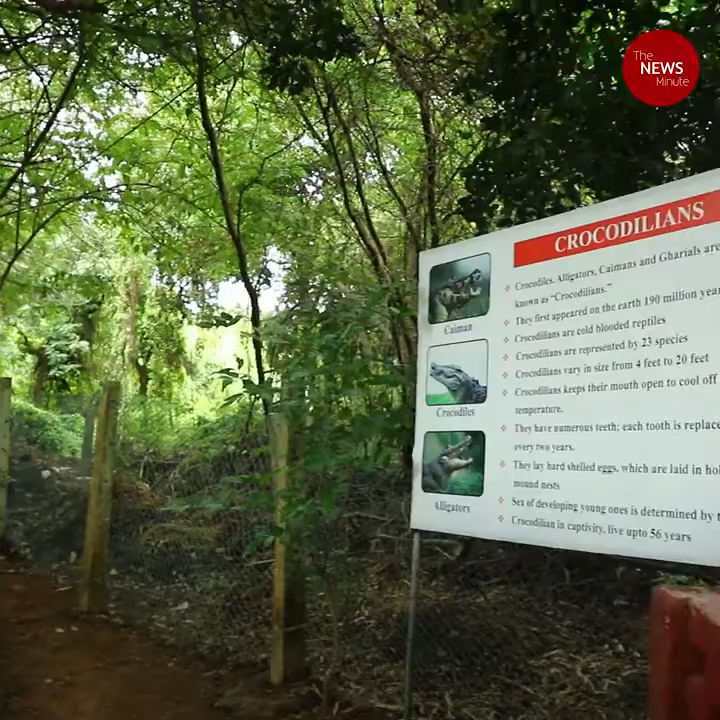 The
NEWS
Minute
CROCODILIANS
Crocodiles, Alligators, Caimans and Gharials are
known as "Crocodilians."
They first appeared on the earth 190 million year
Crocodilians are cold blooded reptiles
Crocodilians are represented by 23 species
Crocodilians vary in size from 4 feet to 20 feet
Crocodilians keeps their mouth open to cool off
temperature.
They have numerous teeth; each tooth is replace
every two years.
They lay hard shelled eggs, which are laid in hol
mound nests
Sex of developing young ones is determined by t
Crocodilian in captivity, live upto 56 years
Caiman
Crocodiles
Alligators